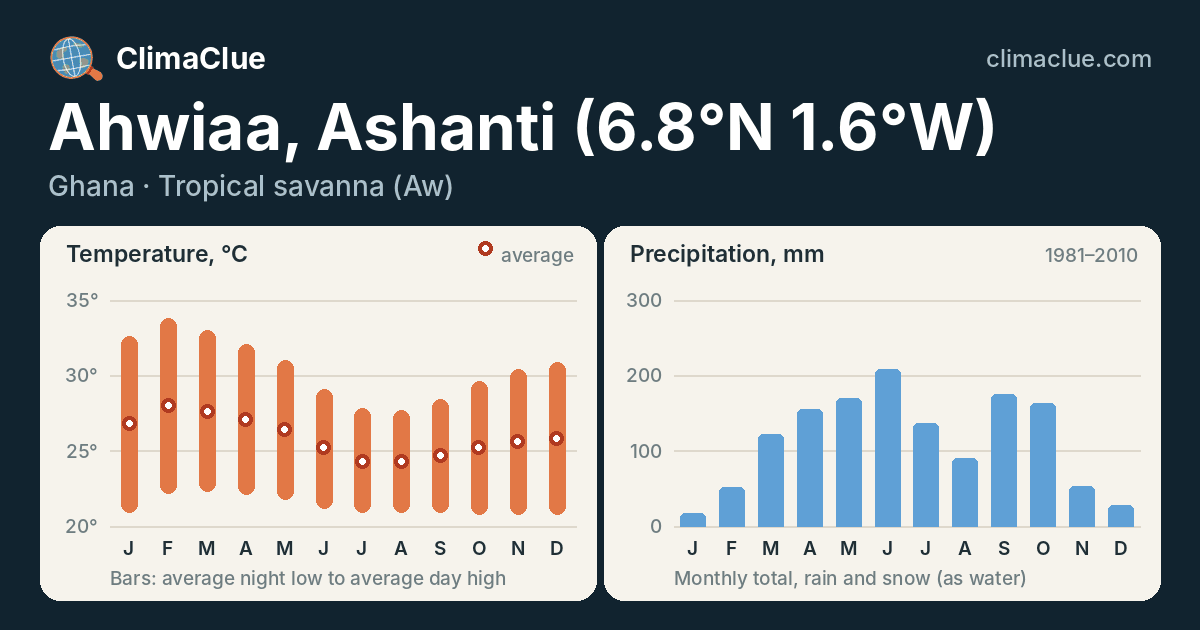 ClimaClue
climaclue.com
Ahwiaa, Ashanti (6.8°N 1.6°W)
Ghana · Tropical savanna (Aw)
Temperature, °C
average
35°
30°
25°
20°
J F M A M J J A S O N D
Bars: average night low to average day high
Precipitation, mm
1981–2010
300
200
100
0
J F M A M J J A S O N D
Monthly total, rain and snow (as water)